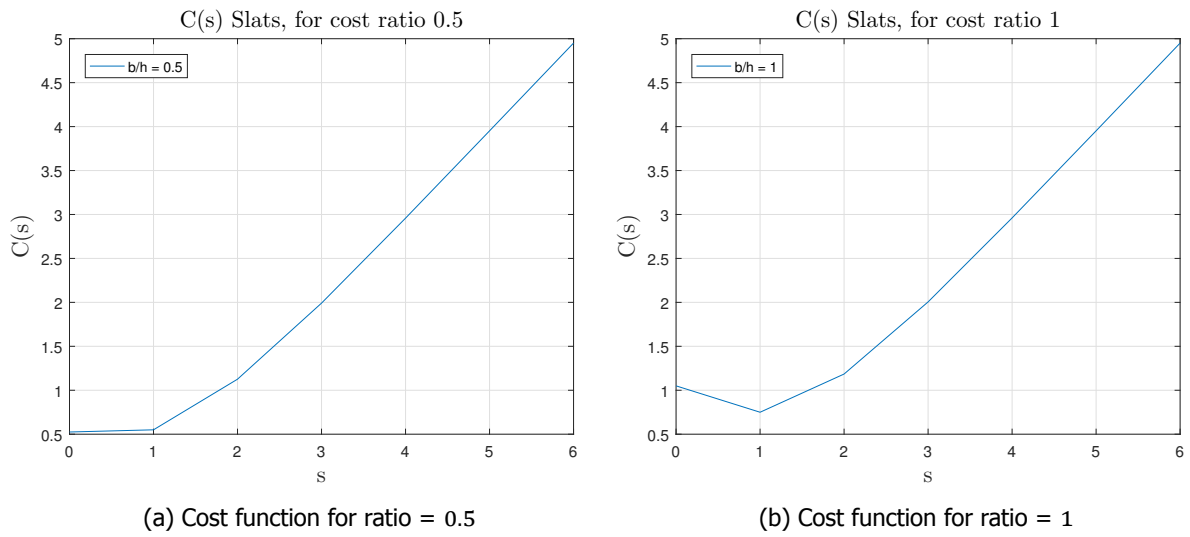 C(s) Slats, for cost ratio 0.5
b/h = 0.5
5
4.5
4
3.5
3
2.5
2
1.5
1
0.5
C(s)
0 1 2 3 4 5 6
s
(a) Cost function for ratio = 0.5
C(s) Slats, for cost ratio 1
b/h = 1
5
4.5
4
3.5
3
2.5
2
1.5
1
0.5
C(s)
0 1 2 3 4 5 6
s
(b) Cost function for ratio = 1